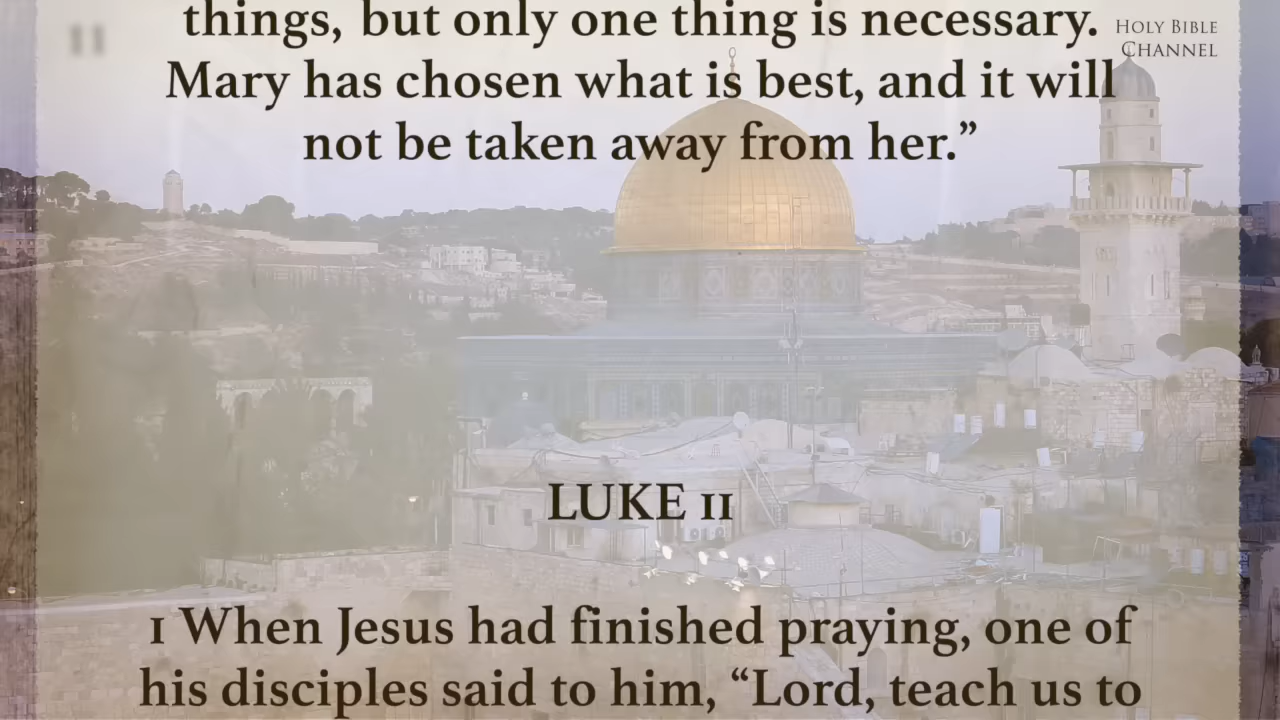 11
things, but only one thing is necessary.
HOLY BIBLE
CHANNEL
Mary has chosen what is best, and it will
not be taken away from her.”
LUKE 11
1 When Jesus had finished praying, one of
his disciples said to him, “Lord, teach us to